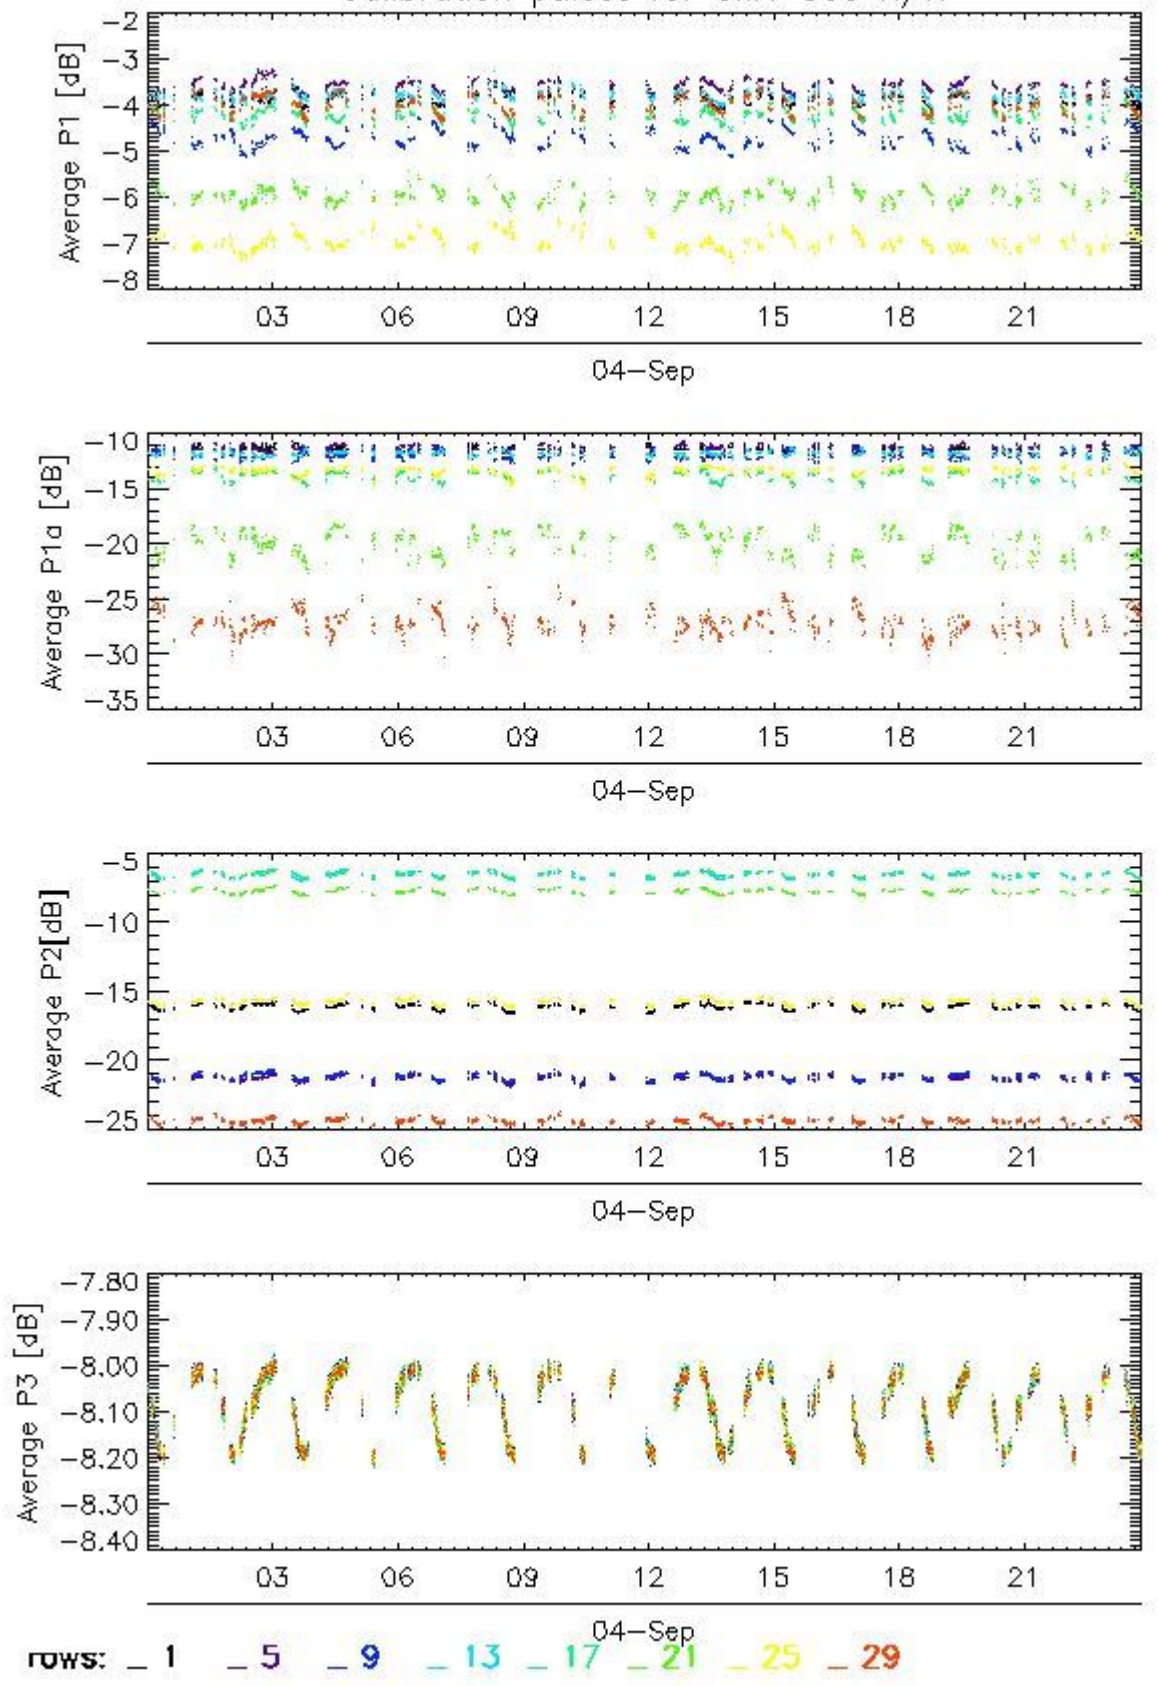 Average P1 [dB]
-2
-3
-4
-5
-6
-7
-8
03 06 09 12 15 18 21
04-Sep
Average P1a [dB]
-10
-15
-20
-25
-30
-35
03 06 09 12 15 18 21
04-Sep
Average P2[dB]
-5
-10
-15
-20
-25
03 06 09 12 15 18 21
04-Sep
Average P3 [dB]
-7.80
-7.90
-8.00
-8.10
-8.20
-8.30
-8.40
03 06 09 12 15 18 21
04-Sep
rows: _ 1 _ 5 _ 9 _ 13 _ 17 _ 21 _ 25 _ 29